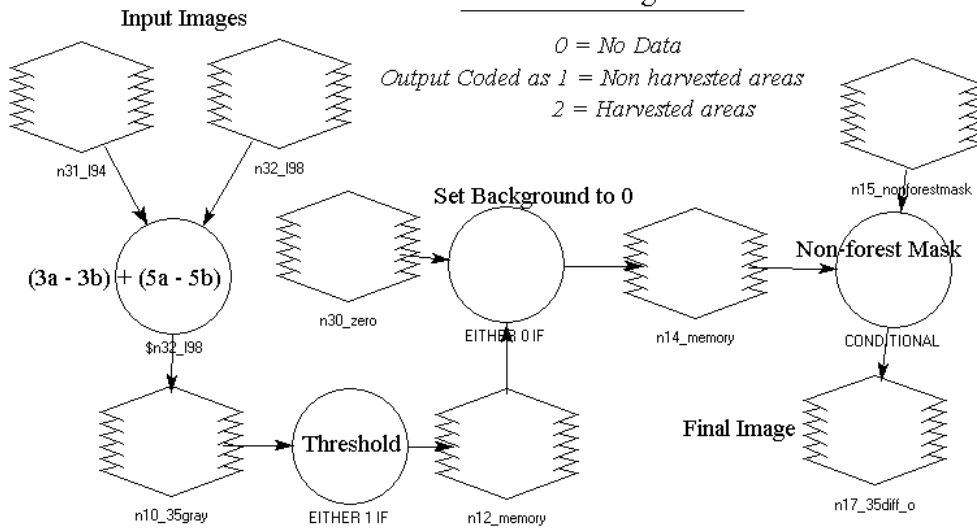 Input Images
0 = No Data
Output Coded as 1 = Non harvested areas
2 = Harvested areas
n31_l94
n32_l98
n15_nonforestmask
Set Background to 0
(3a - 3b) + (5a - 5b)
Non-forest Mask
n30_zero
EITHER 0 IF
n14_memory
CONDITIONAL
$n32_l98
Threshold
Final Image
n10_35gray
EITHER 1 IF
n12_memory
n17_35diff_o